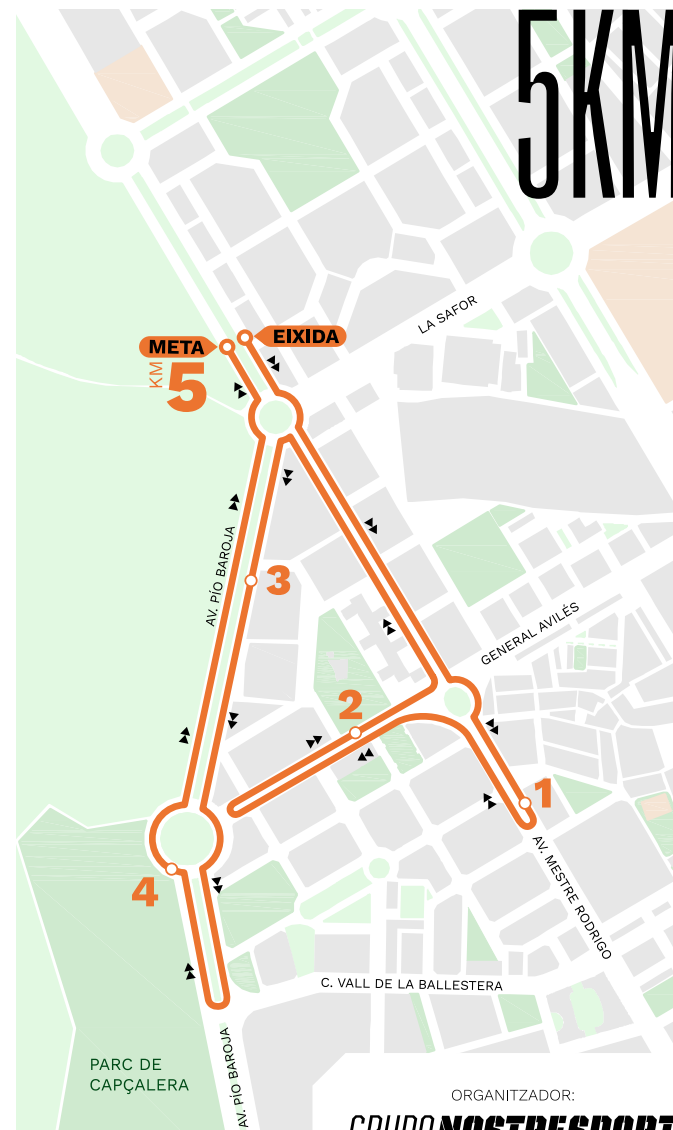 5KM
LA SAFOR
EIXIDA
META
KM
5
AV. PÍO BAROJA
3
GENERAL AVILÉS
2
1
AV. MESTRE RODRIGO
4
C. VALL DE LA BALLESTERA
AV. PÍO BAROJA
PARC DE
CAPÇALERA
ORGANITZADOR:
GRUPO NOSTRESPORT